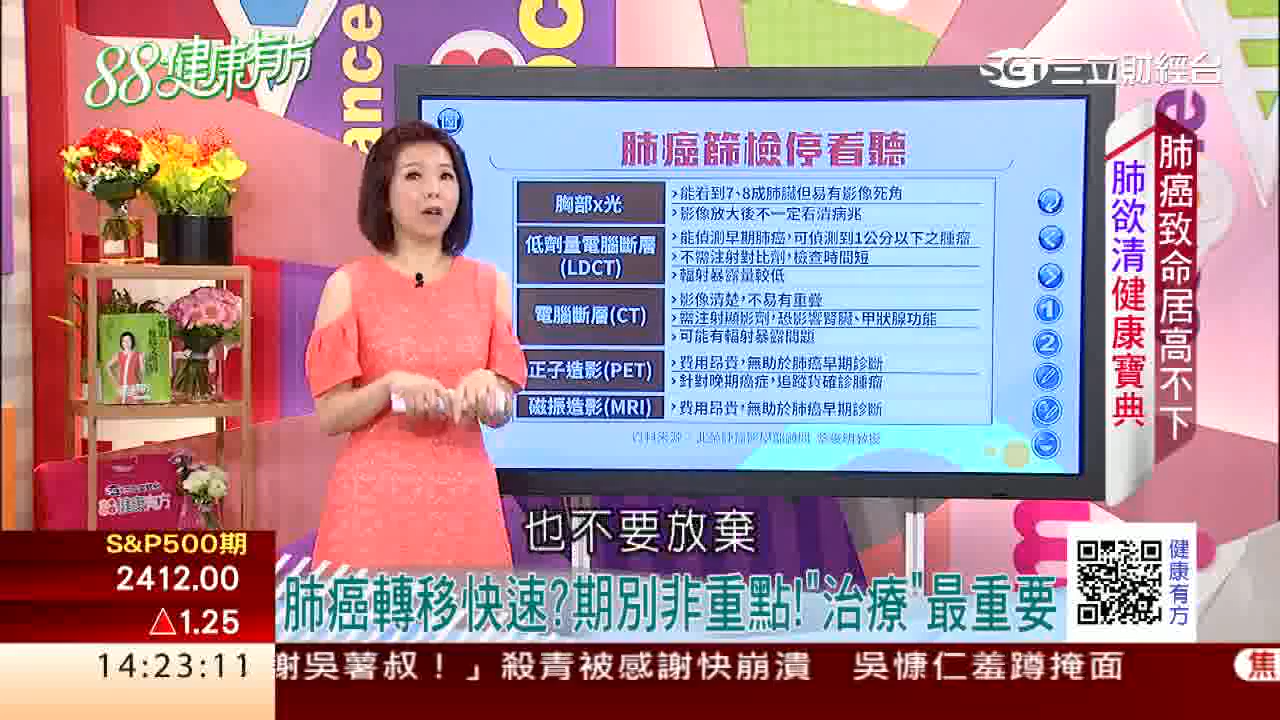 88健康有方
SET三立財經台
ance
肺癌篩檢停看聽
胸部x光
›能看到7、8成肺臟但易有影像死角
›影像放大後不一定看清病兆
低劑量電腦斷層
(LDCT)
›能偵測早期肺癌,可偵測到1公分以下之腫瘤
›不需注射對比劑,檢查時間短
›輻射暴露量較低
電腦斷層(CT)
›影像清楚,不易有重疊
›需注射顯影劑,恐影響腎臟、甲狀腺功能
›可能有輻射暴露問題
正子造影(PET)
›費用昂貴,無助於肺癌早期診斷
›針對晚期癌症,追蹤貨確診腫瘤
磁振造影(MRI)
›費用昂貴,無助於肺癌早期診斷
1
2
肺癌致命居高不下
肺欲清健康寶典
健康有方
也不要放棄
肺癌轉移快速?期別非重點!"治療"最重要
健康有方
S&P500期
2412.00
△1.25
14:23:11
謝吳薯叔!」殺青被感謝快崩潰 吳慷仁羞蹲掩面
焦